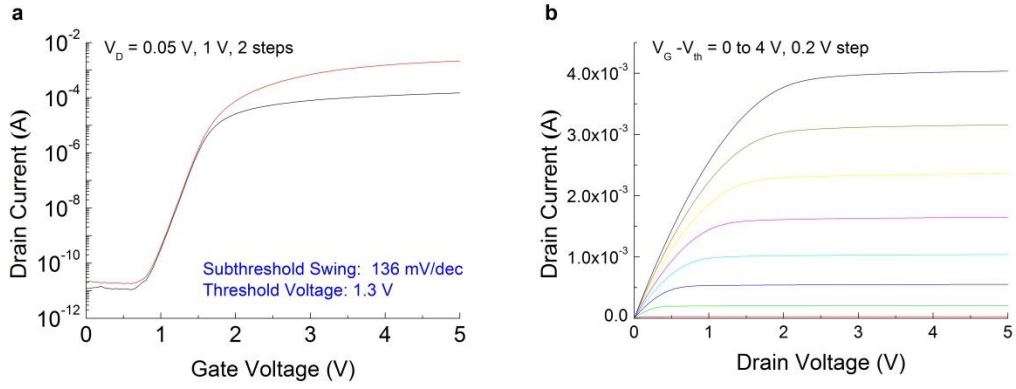 a
V_D = 0.05 V, 1 V, 2 steps
Drain Current (A)
10^-2
10^-4
10^-6
10^-8
10^-10
10^-12
Subthreshold Swing: 136 mV/dec
Threshold Voltage: 1.3 V
0 1 2 3 4 5
Gate Voltage (V)
b
V_G -V_th = 0 to 4 V, 0.2 V step
Drain Current (A)
4.0x10^-3
3.0x10^-3
2.0x10^-3
1.0x10^-3
0.0
0 1 2 3 4 5
Drain Voltage (V)